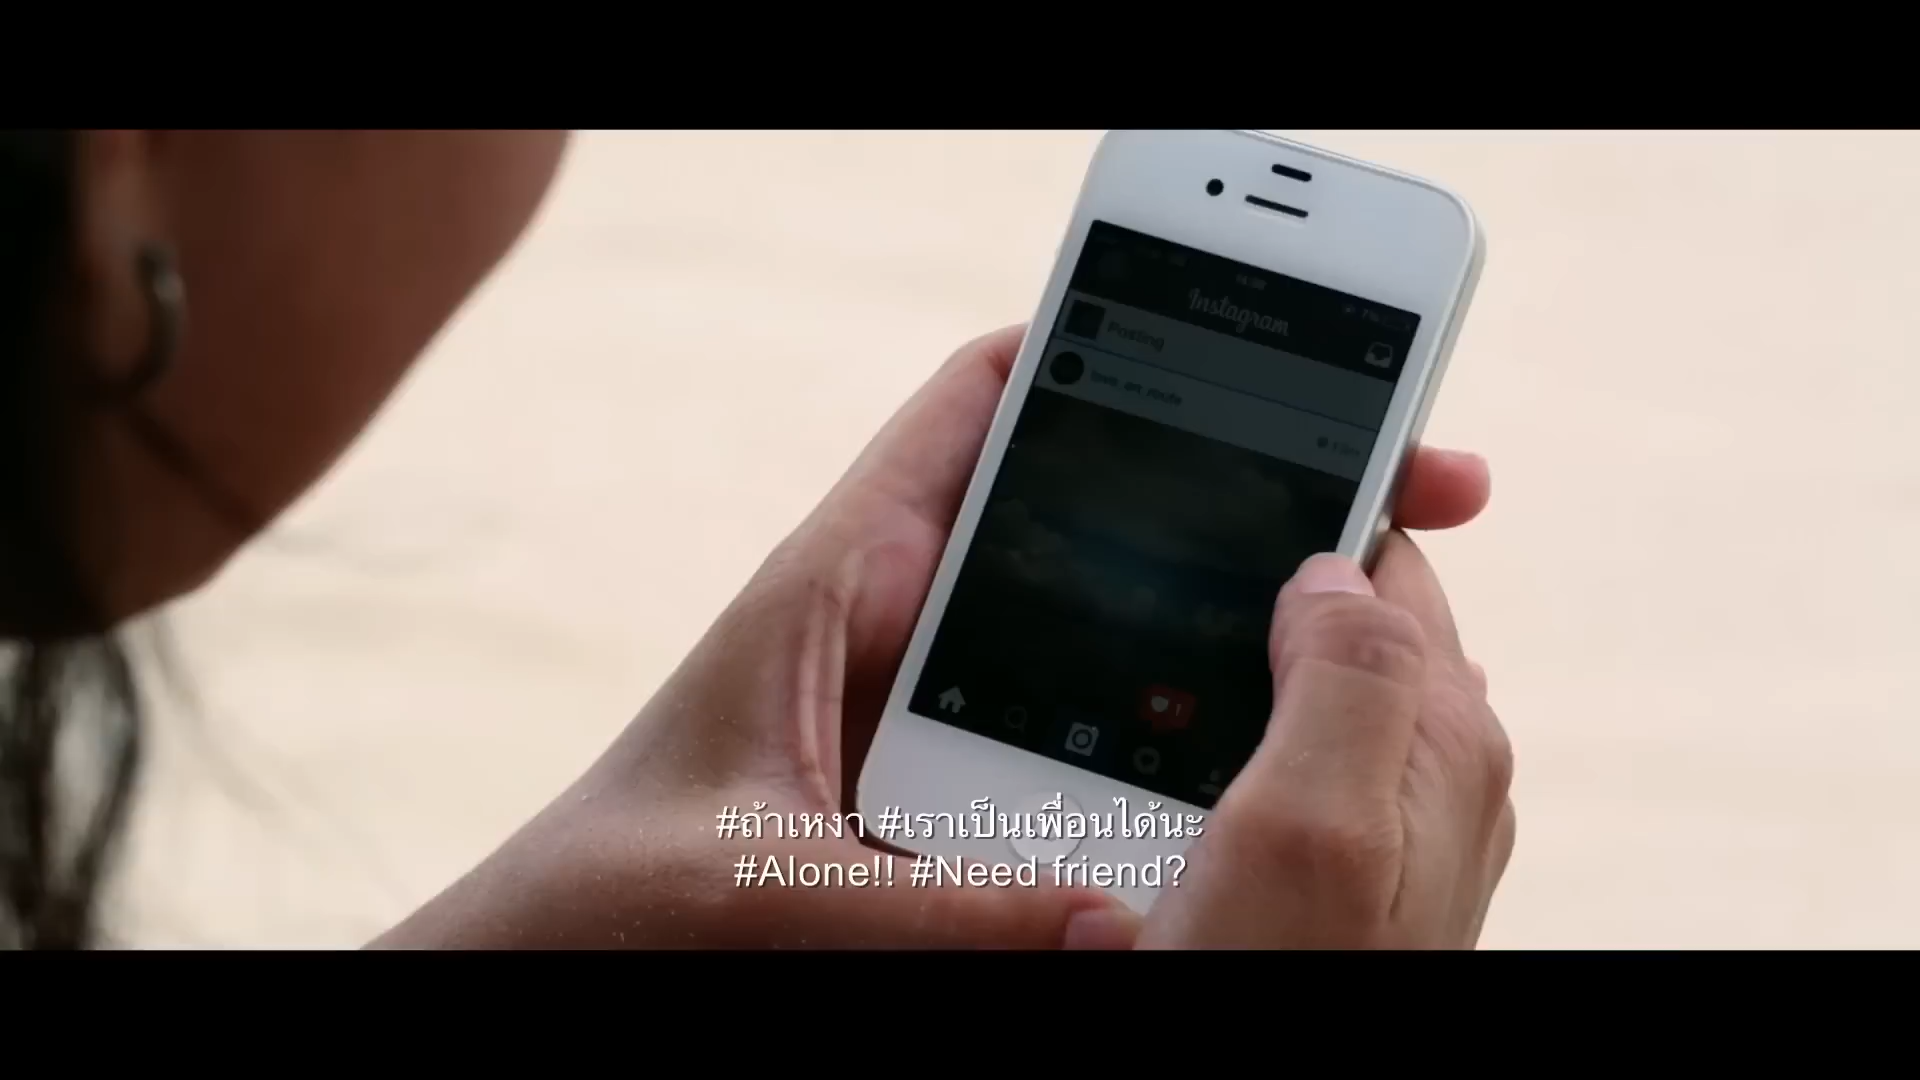 Instagram
Posting
1
#ถ้าเหงา #เราเป็นเพื่อนได้นะ
#Alone!! #Need friend?